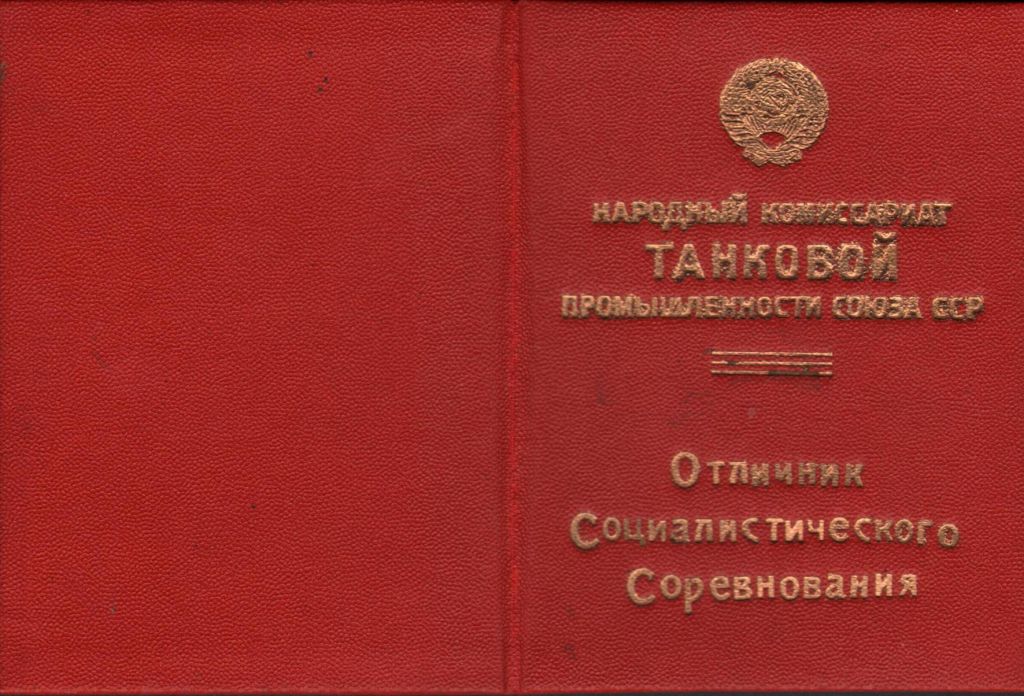 НАРОДНЫЙ КОМИССАРИАТ
ТАНКОВОЙ
ПРОМЫШЛЕННОСТИ СОЮЗА ССР
Отличник
Социалистического
Соревнования